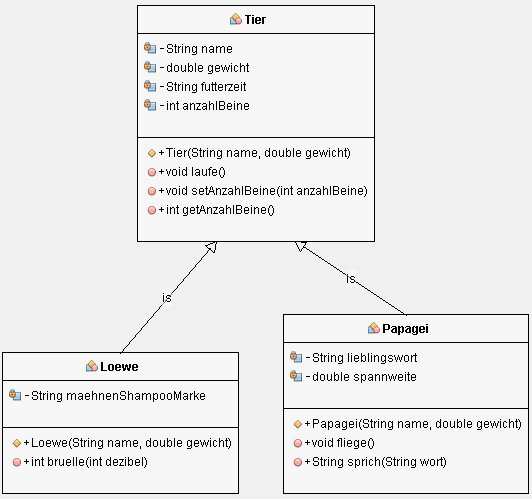 Tier
- String name
- double gewicht
- String futterzeit
- int anzahlBeine
+ Tier(String name, double gewicht)
+ void laufe()
+ void setAnzahlBeine(int anzahlBeine)
+ int getAnzahlBeine()
is
is
Loewe
- String maehnenShampooMarke
+ Loewe(String name, double gewicht)
+ int bruelle(int dezibel)
Papagei
- String lieblingswort
- double spannweite
+ Papagei(String name, double gewicht)
+ void fliege()
+ String sprich(String wort)